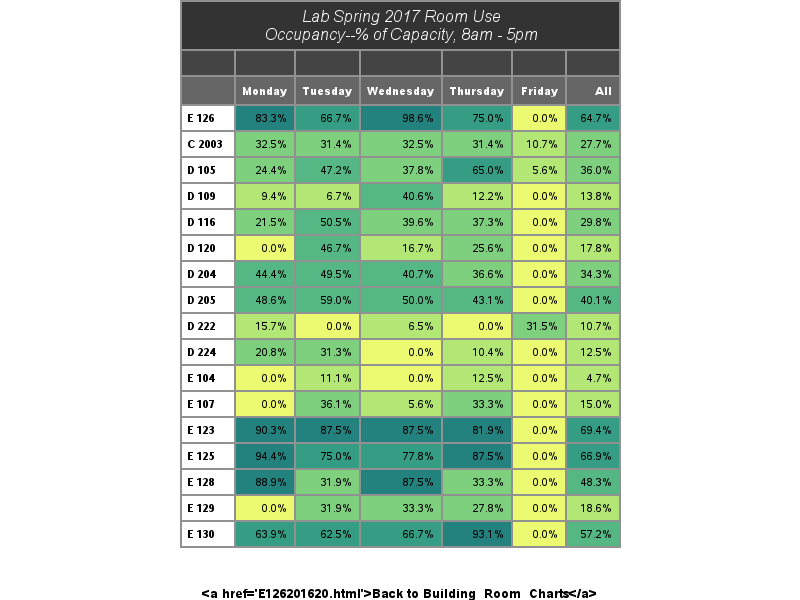 Lab Spring 2017 Room Use
Occupancy--% of Capacity, 8am - 5pm
Monday Tuesday Wednesday Thursday Friday All
E 126 83.3% 66.7% 98.6% 75.0% 0.0% 64.7%
C 2003 32.5% 31.4% 32.5% 31.4% 10.7% 27.7%
D 105 24.4% 47.2% 37.8% 65.0% 5.6% 36.0%
D 109 9.4% 6.7% 40.6% 12.2% 0.0% 13.8%
D 116 21.5% 50.5% 39.6% 37.3% 0.0% 29.8%
D 120 0.0% 46.7% 16.7% 25.6% 0.0% 17.8%
D 204 44.4% 49.5% 40.7% 36.6% 0.0% 34.3%
D 205 48.6% 59.0% 50.0% 43.1% 0.0% 40.1%
D 222 15.7% 0.0% 6.5% 0.0% 31.5% 10.7%
D 224 20.8% 31.3% 0.0% 10.4% 0.0% 12.5%
E 104 0.0% 11.1% 0.0% 12.5% 0.0% 4.7%
E 107 0.0% 36.1% 5.6% 33.3% 0.0% 15.0%
E 123 90.3% 87.5% 87.5% 81.9% 0.0% 69.4%
E 125 94.4% 75.0% 77.8% 87.5% 0.0% 66.9%
E 128 88.9% 31.9% 87.5% 33.3% 0.0% 48.3%
E 129 0.0% 31.9% 33.3% 27.8% 0.0% 18.6%
E 130 63.9% 62.5% 66.7% 93.1% 0.0% 57.2%
<a href='E126201620.html'>Back to Building_Room_Charts</a>